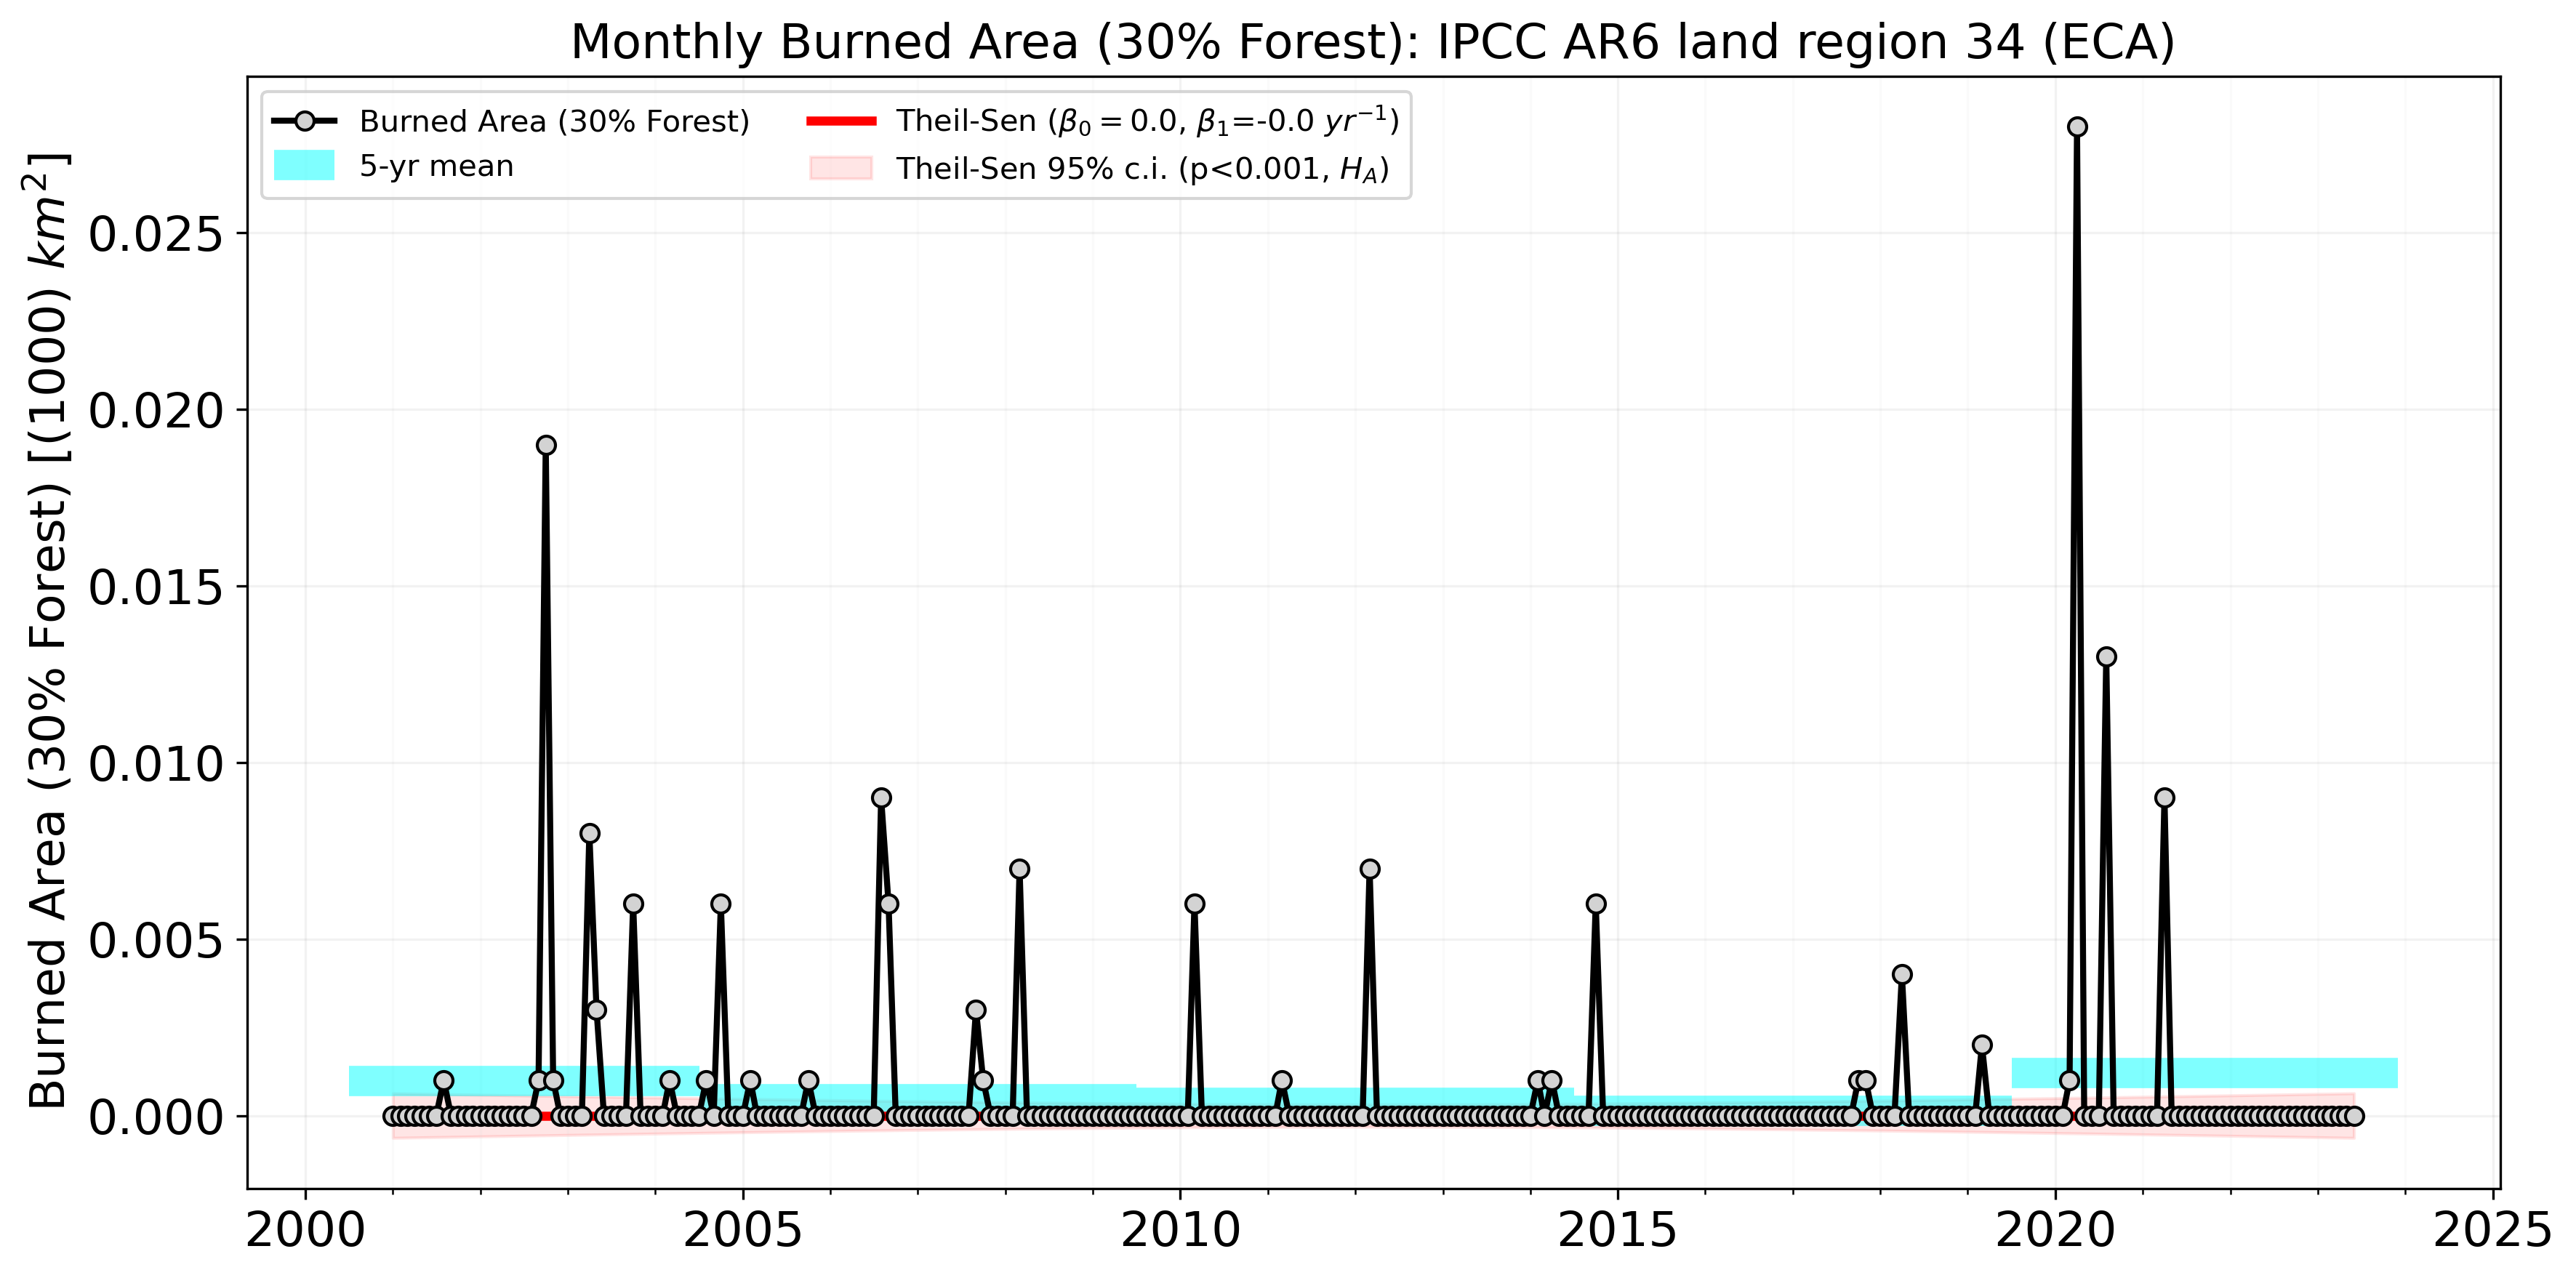 Monthly Burned Area (30% Forest): IPCC AR6 land region 34 (ECA)
Burned Area (30% Forest)
5-yr mean
Theil-Sen (β₀ = 0.0, β₁=-0.0 yr⁻¹)
Theil-Sen 95% c.i. (p<0.001, H_A)
Burned Area (30% Forest) [(1000) km²]
0.025
0.020
0.015
0.010
0.005
0.000
2000 2005 2010 2015 2020 2025